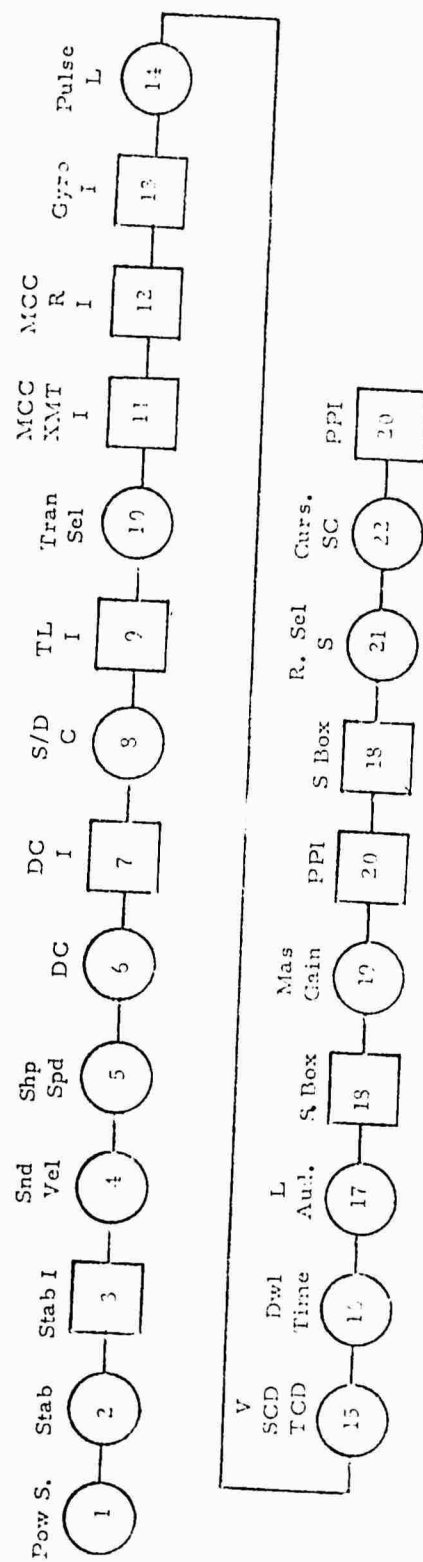 Pow S.
1
Stab
2
Stab I
3
Snd
Vel
4
Shp
Spd
5
DC
6
DC
I
7
S/D
C
8
TL
I
9
Tran
Sel
10
MCC
XMT
I
11
MCC
R
I
12
Gyro
I
13
Pulse
L
14
V
SCD
TCD
15
Dwl
Time
16
L
Aud.
17
S. Box
18
Mas
Gain
19
PPI
20
S Box
18
R. Sel
S
21
Curs.
SC
22
PPI
20